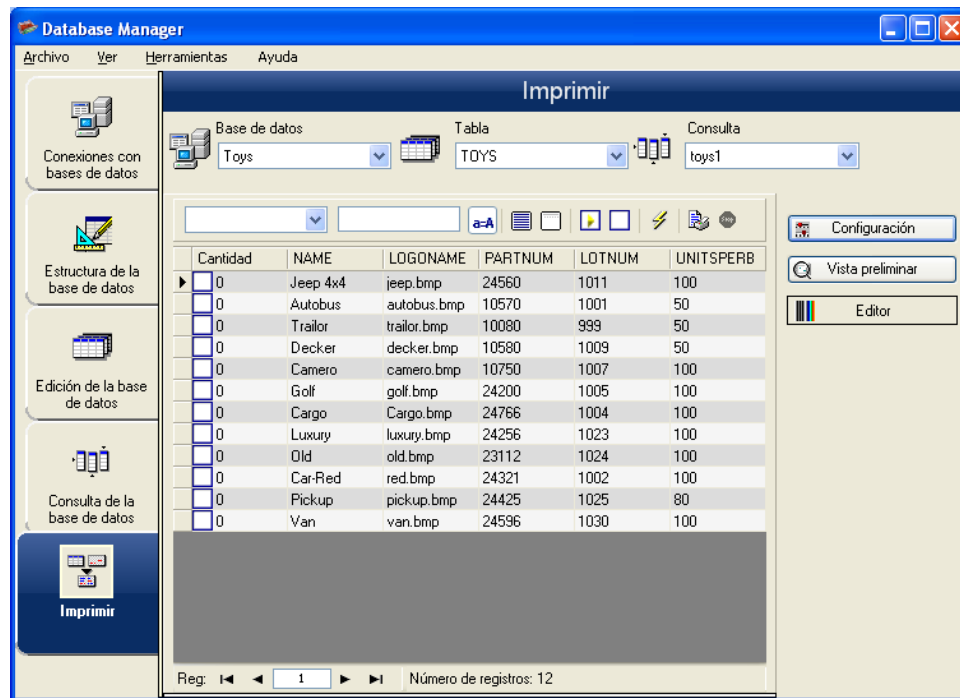 Database Manager
Archivo Ver Herramientas Ayuda
Imprimir
Conexiones con
bases de datos
Estructura de la
base de datos
Edición de la base
de datos
Consulta de la
base de datos
Imprimir
Base de datos Tabla Consulta
Toys TOYS toys1
a=A
Cantidad NAME LOGONAME PARTNUM LOTNUM UNITSPERB
0 Jeep 4x4 jeep.bmp 24560 1011 100
0 Autobus autobus.bmp 10570 1001 50
0 Trailor trailor.bmp 10080 999 50
0 Decker decker.bmp 10580 1009 50
0 Camero camero.bmp 10750 1007 100
0 Golf golf.bmp 24200 1005 100
0 Cargo Cargo.bmp 24766 1004 100
0 Luxury luxury.bmp 24256 1023 100
0 Old old.bmp 23112 1024 100
0 Car-Red red.bmp 24321 1002 100
0 Pickup pickup.bmp 24425 1025 80
0 Van van.bmp 24596 1030 100
Reg: 1 Número de registros: 12
Configuración
Vista preliminar
Editor